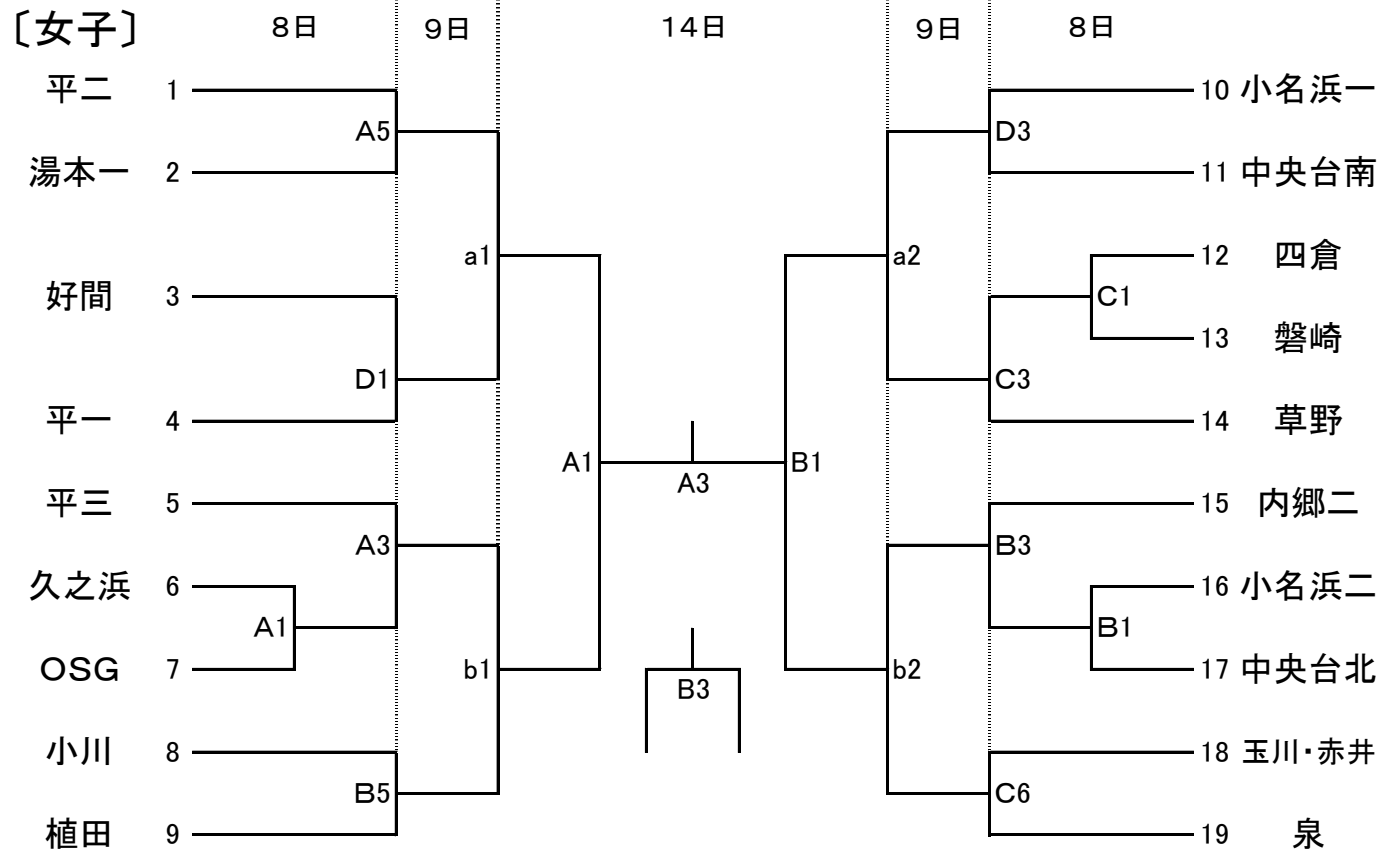 〔女子〕
8日 9日 14日 9日 8日
平二 1 10 小名浜一
A5 D3
湯本一 2 11 中央台南
a1 a2 12 四倉
好間 3 C1
13 磐崎
D1 C3
平一 4 14 草野
A1 B1
A3
平三 5 15 内郷二
A3 B3
久之浜 6 16 小名浜二
A1 B1
OSG 7 b1 b2 17 中央台北
B3
小川 8 18 玉川・赤井
B5 C6
植田 9 19 泉